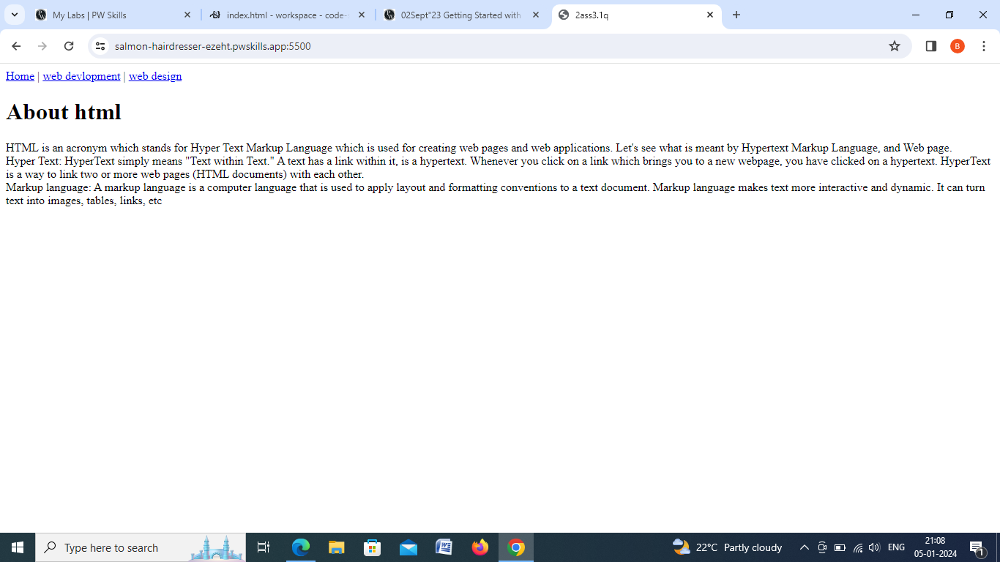 My Labs | PW Skills
index.html - workspace - code-
02Sept"23 Getting Started with
2ass3.1q
salmon-hairdresser-ezeht.pwskills.app:5500
Home | web devlopment | web design
About html
HTML is an acronym which stands for Hyper Text Markup Language which is used for creating web pages and web applications. Let's see what is meant by Hypertext Markup Language, and Web page.
Hyper Text: HyperText simply means "Text within Text." A text has a link within it, is a hypertext. Whenever you click on a link which brings you to a new webpage, you have clicked on a hypertext. HyperText
is a way to link two or more web pages (HTML documents) with each other.
Markup language: A markup language is a computer language that is used to apply layout and formatting conventions to a text document. Markup language makes text more interactive and dynamic. It can turn
text into images, tables, links, etc
B
Type here to search
22°C Partly cloudy
ENG
21:08
05-01-2024
1